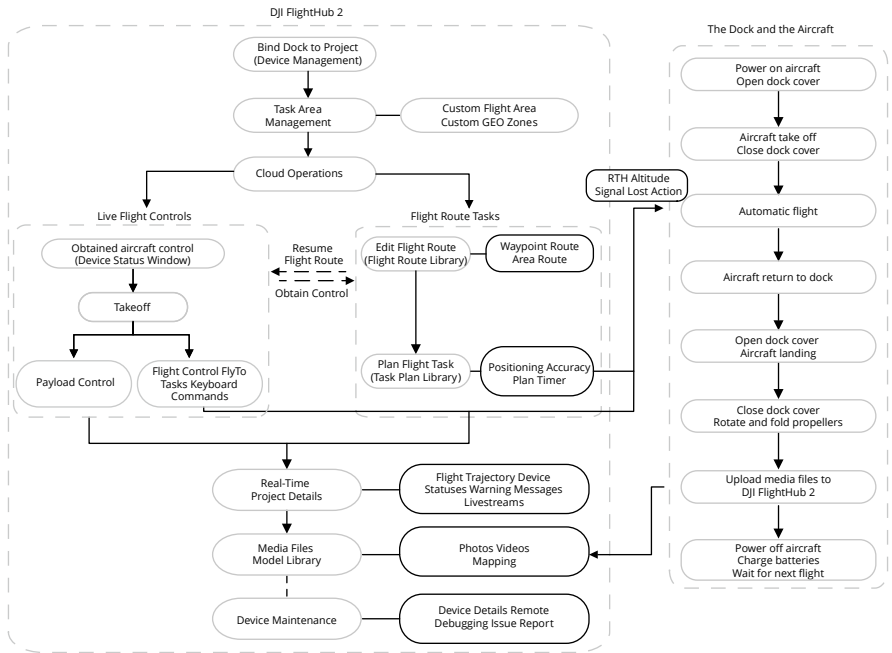 DJI FlightHub 2
Bind Dock to Project
(Device Management)
Task Area
Management
Custom Flight Area
Custom GEO Zones
Cloud Operations
Live Flight Controls
Obtained aircraft control
(Device Status Window)
Takeoff
Payload Control
Flight Control FlyTo
Tasks Keyboard
Commands
Resume
Flight Route
Obtain Control
Flight Route Tasks
Edit Flight Route
(Flight Route Library)
Waypoint Route
Area Route
Plan Flight Task
(Task Plan Library)
Positioning Accuracy
Plan Timer
RTH Altitude
Signal Lost Action
Real-Time
Project Details
Flight Trajectory Device
Statuses Warning Messages
Livestreams
Media Files
Model Library
Photos Videos
Mapping
Device Maintenance
Device Details Remote
Debugging Issue Report
The Dock and the Aircraft
Power on aircraft
Open dock cover
Aircraft take off
Close dock cover
Automatic flight
Aircraft return to dock
Open dock cover
Aircraft landing
Close dock cover
Rotate and fold propellers
Upload media files to
DJI FlightHub 2
Power off aircraft
Charge batteries
Wait for next flight